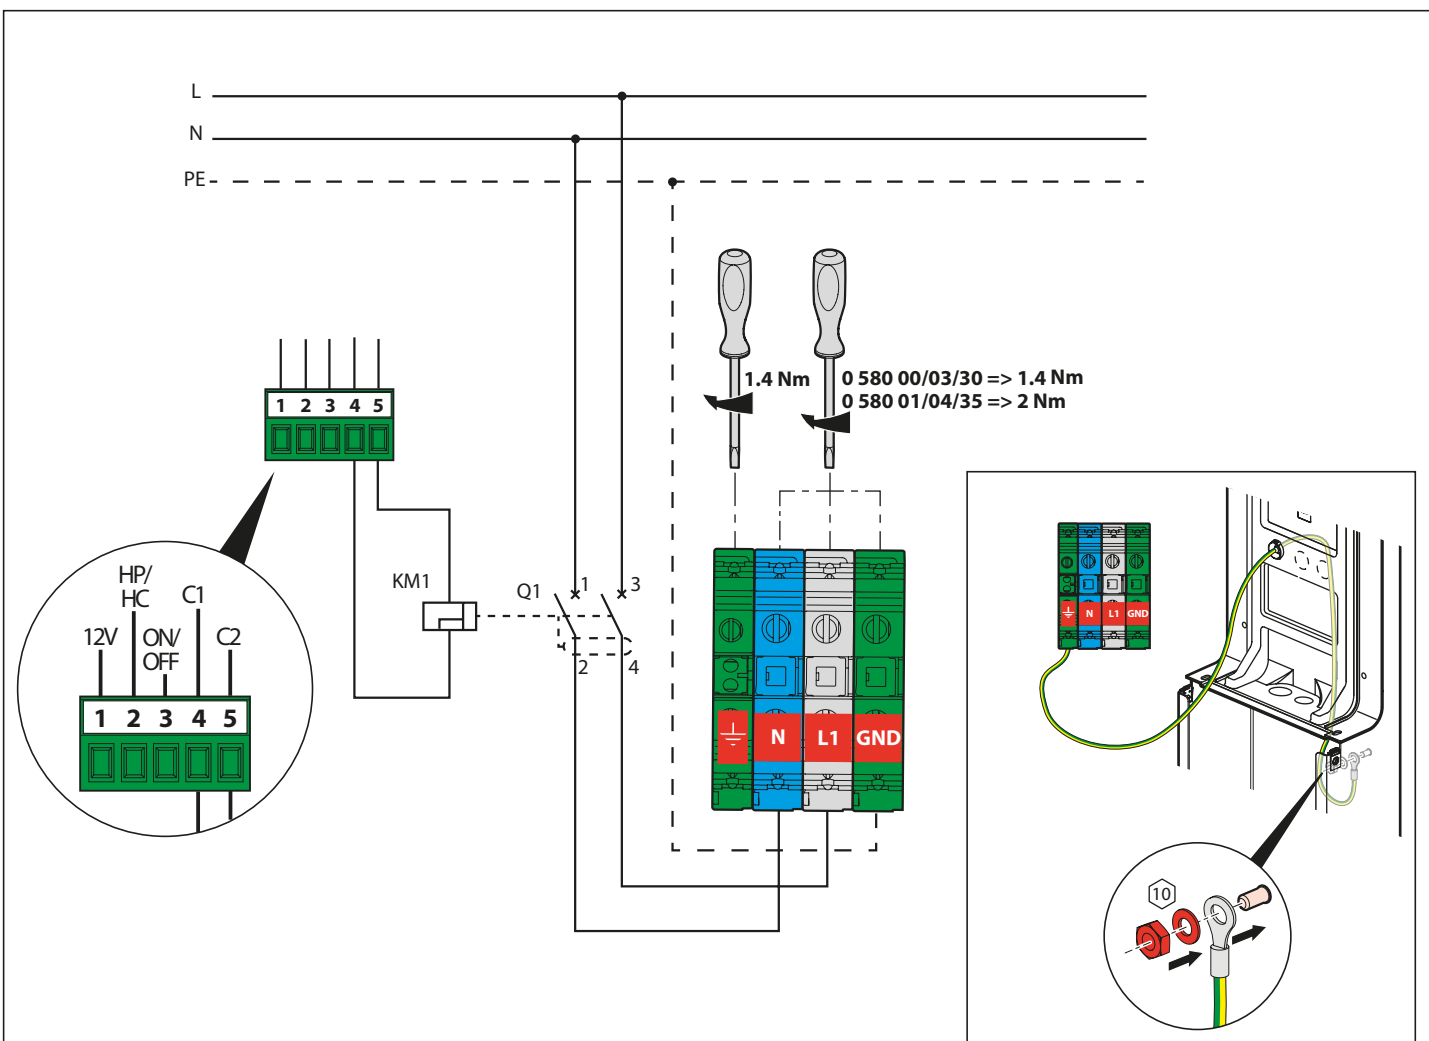 L
N
PE
1.4 Nm
0 580 00/03/30 => 1.4 Nm
0 580 01/04/35 => 2 Nm
1 2 3 4 5
KM1
Q1
1
3
2
4
HP/
HC
C1
12V
ON/
OFF
C2
1 2 3 4 5
N L1 GND
N L1 GND
10